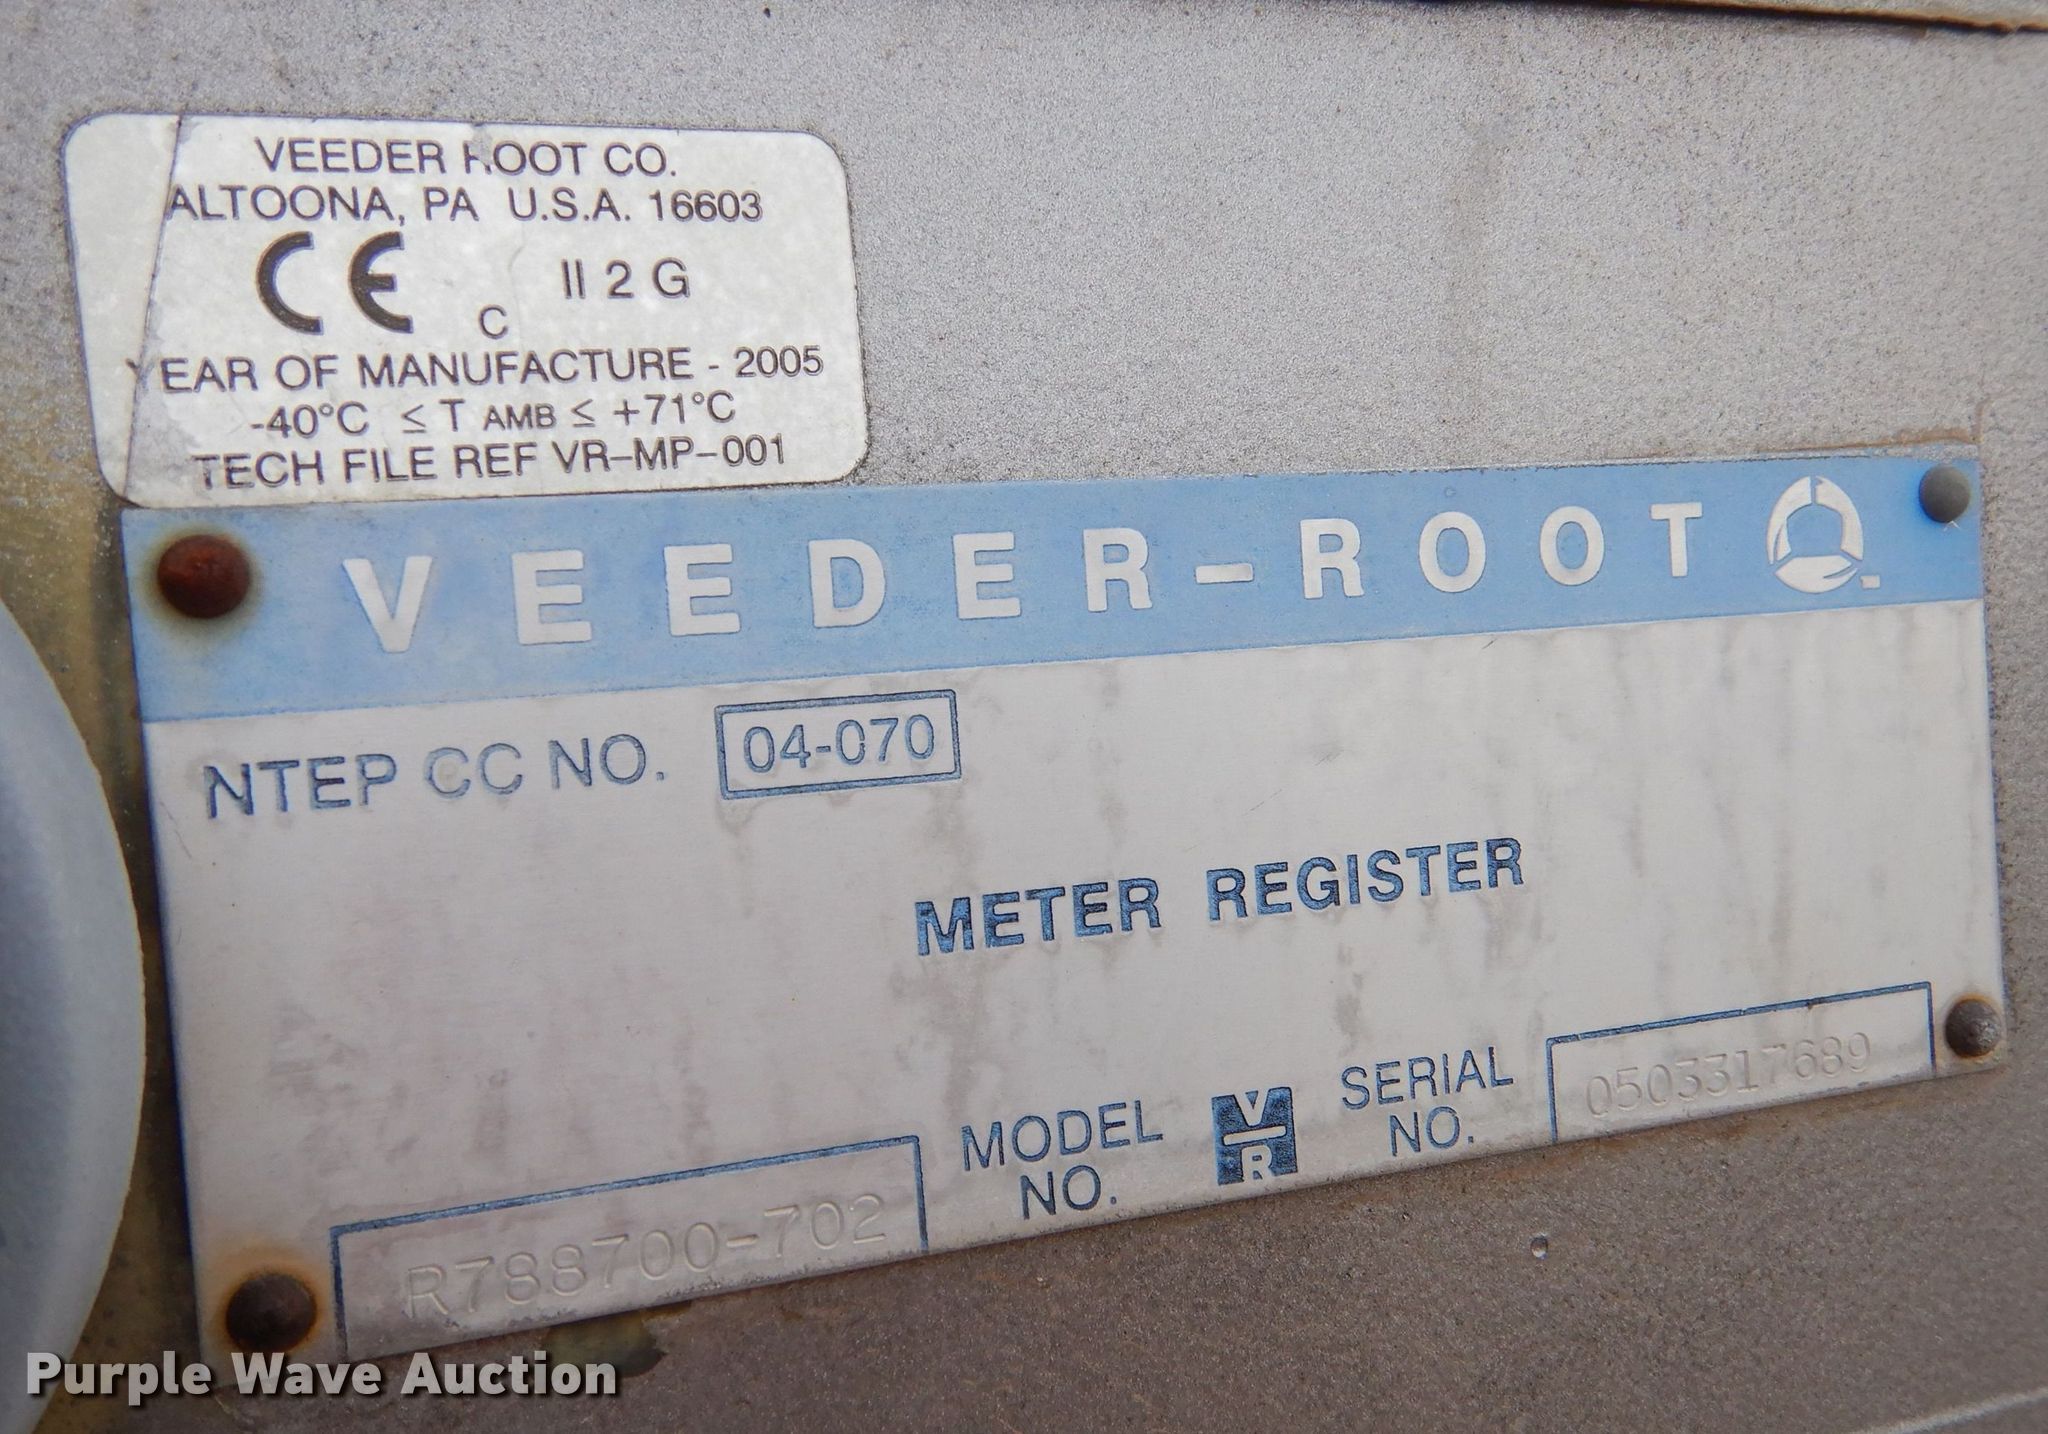 VEEDER ROOT CO.
ALTOONA, PA U.S.A. 16603
CE
C
II 2 G
YEAR OF MANUFACTURE - 2005
-40°C ≤ T AMB ≤ +71°C
TECH FILE REF VR-MP-001
VEEDER-ROOT
NTEP CC NO. 04-070
METER REGISTER
R788700-702
MODEL
NO.
V
R
SERIAL
NO.
0503317689
Purple Wave Auction